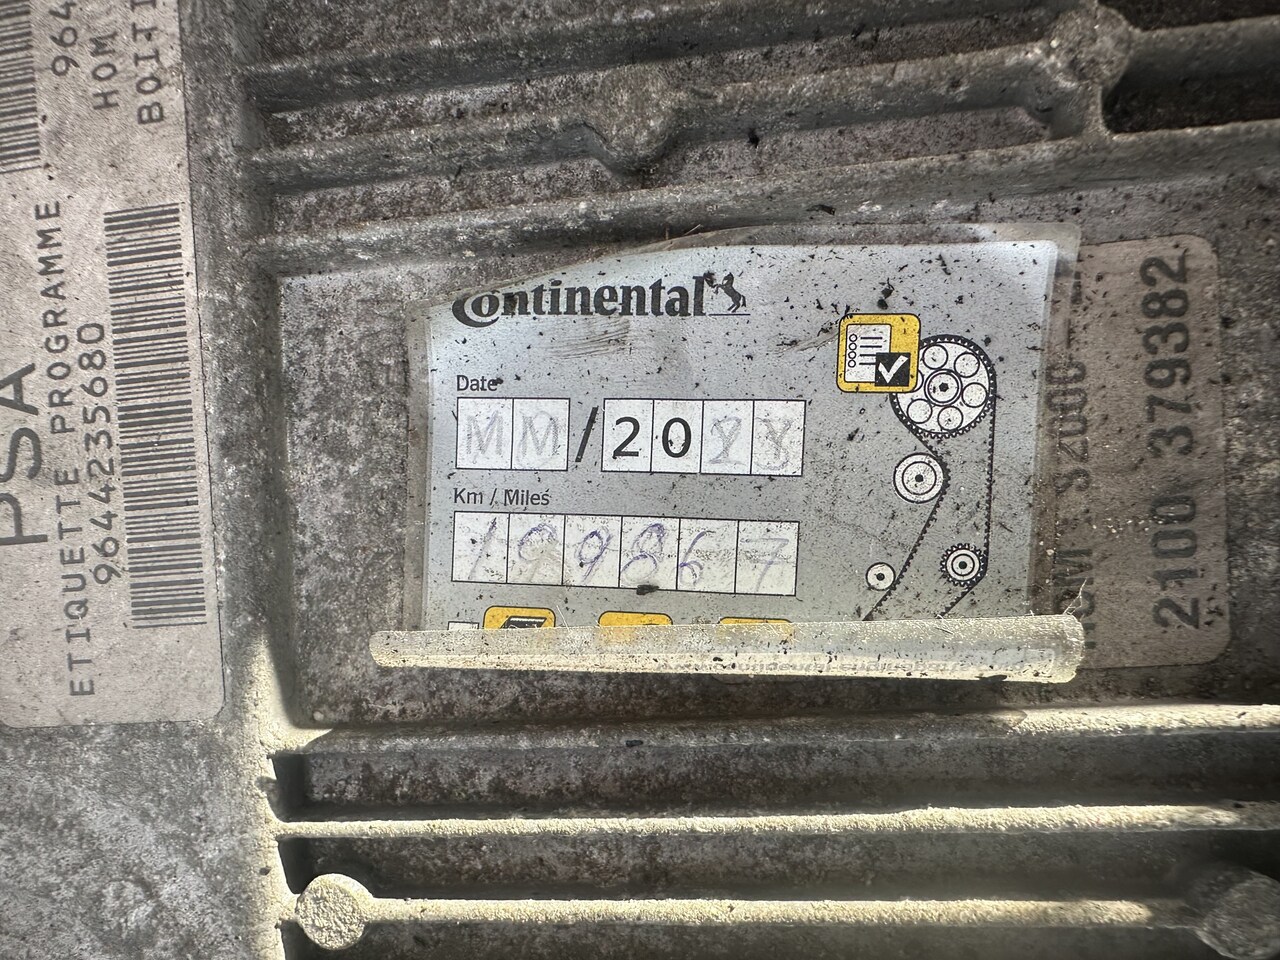 964
HOM
BOITI
PSA
ETIQUETTE PROGRAMME
9644235680
Continental
Date
MM/20YY
Km / Miles
199867
2100 379382